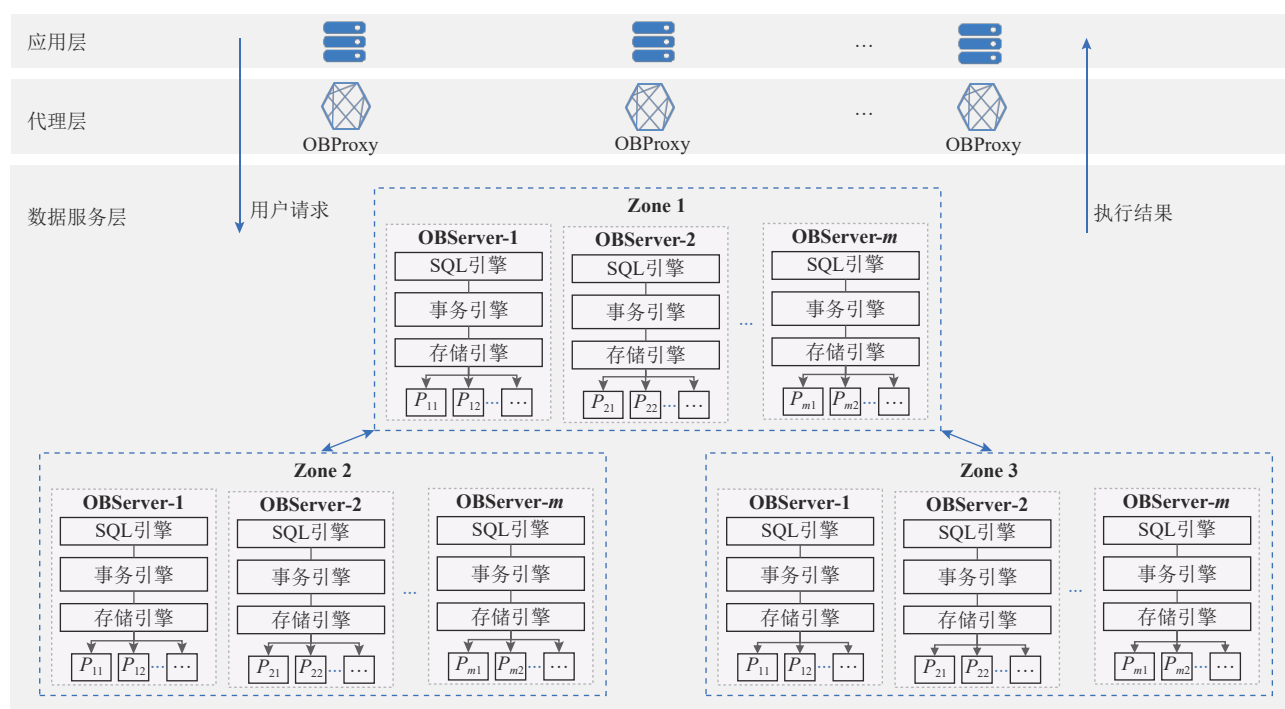 应用层
…
代理层
OBProxy
OBProxy
…
OBProxy
数据服务层
用户请求
执行结果
Zone 1
OBServer-1
SQL引擎
事务引擎
存储引擎
P11 P12 … …
OBServer-2
SQL引擎
事务引擎
存储引擎
P21 P22 … …
…
OBServer-m
SQL引擎
事务引擎
存储引擎
Pm1 Pm2 … …
Zone 2
OBServer-1
SQL引擎
事务引擎
存储引擎
P11 P12 … …
OBServer-2
SQL引擎
事务引擎
存储引擎
P21 P22 … …
…
OBServer-m
SQL引擎
事务引擎
存储引擎
Pm1 Pm2 … …
Zone 3
OBServer-1
SQL引擎
事务引擎
存储引擎
P11 P12 … …
OBServer-2
SQL引擎
事务引擎
存储引擎
P21 P22 … …
…
OBServer-m
SQL引擎
事务引擎
存储引擎
Pm1 Pm2 … …